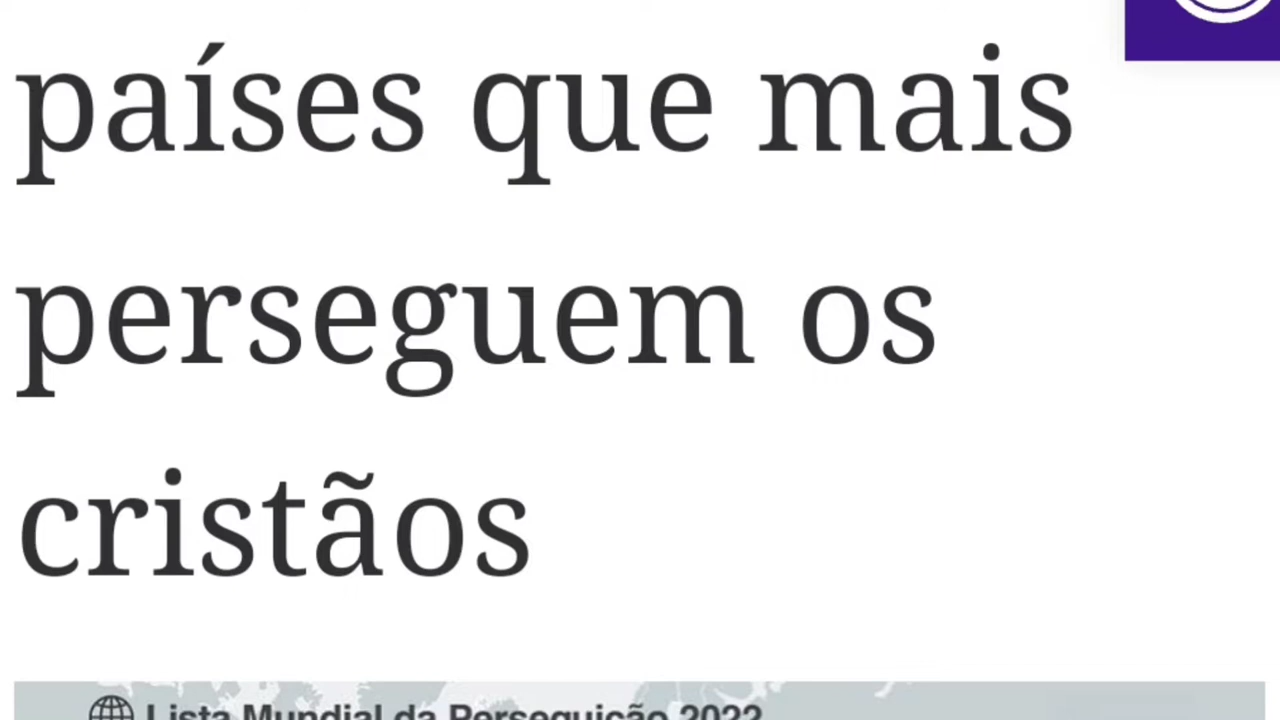 países que mais
perseguem os
cristãos
Lista Mundial da Perseguição 2022